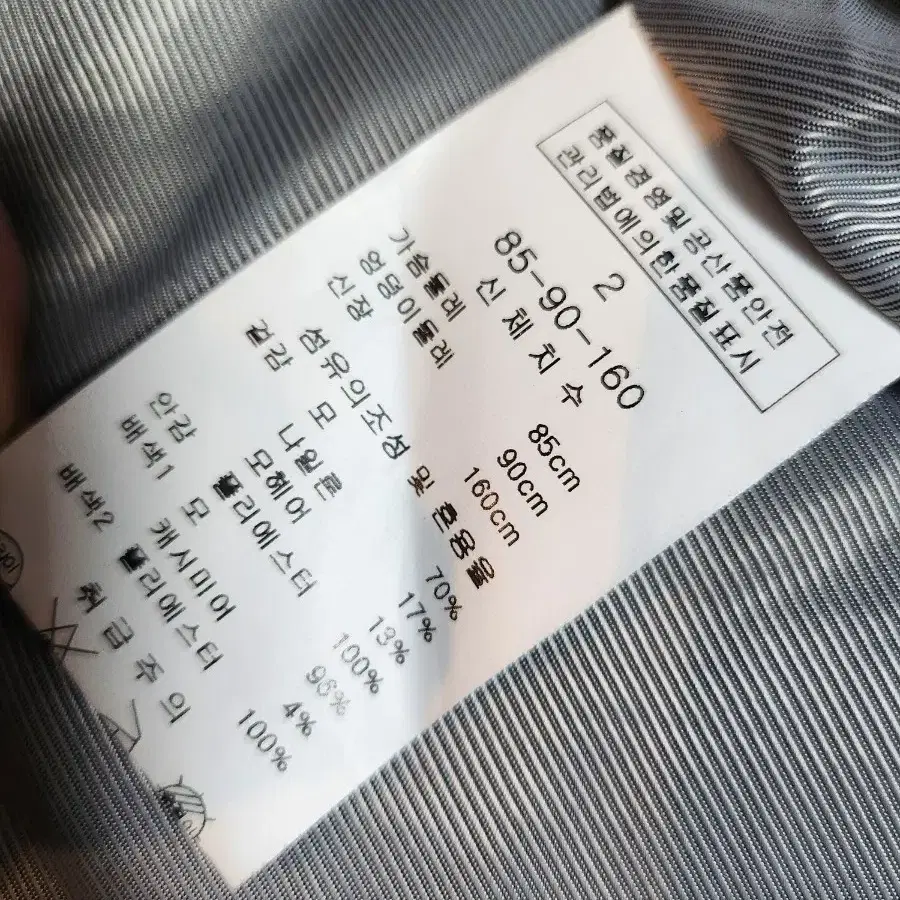 품질경영및공산품안전
관리법에의한품질표시
2
85-90-160
신 체 치 수
가슴둘레 85cm
엉덩이둘레 90cm
신장 160cm
섬유의조성 및 혼용율
겉감 모 70%
나일론 17%
모헤어 13%
안감 폴리에스터 100%
배색1 모 96%
캐시미어 4%
배색2 폴리에스터 100%
취 급 주 의